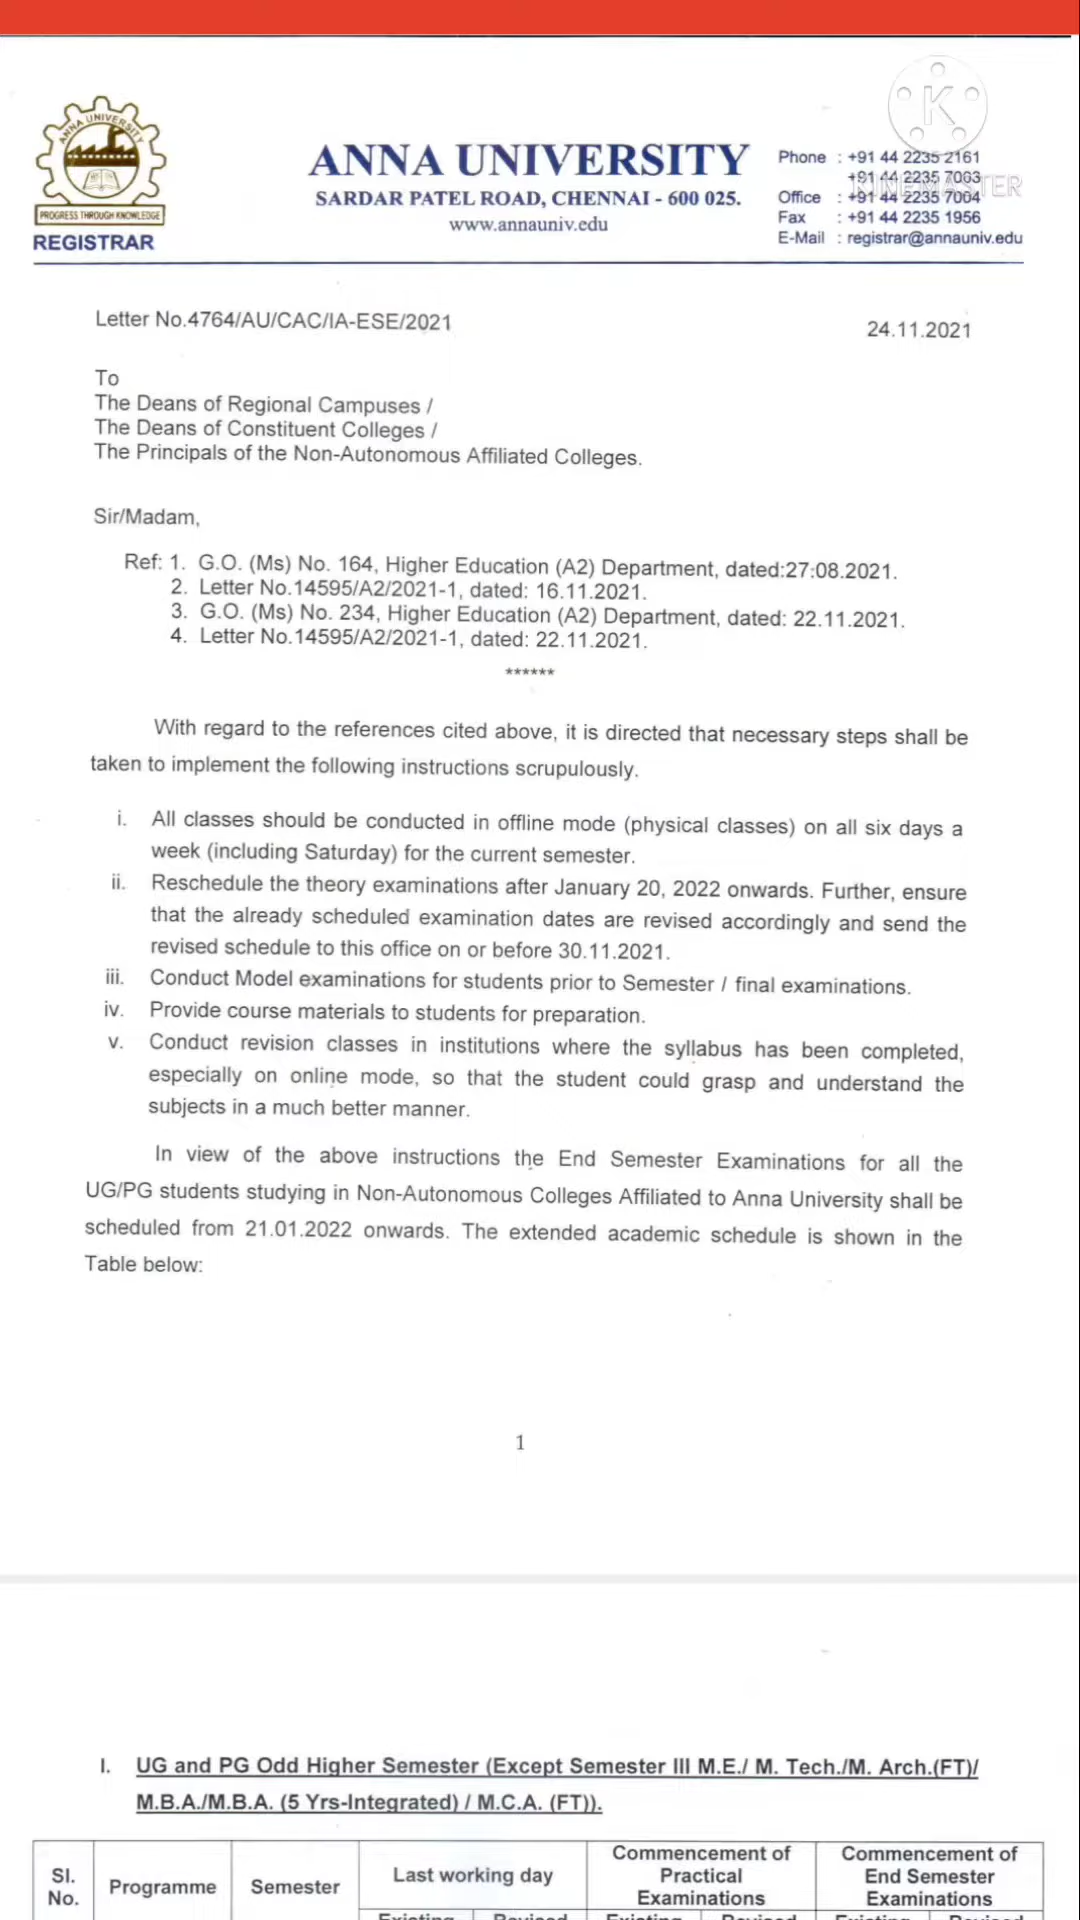 ANNA UNIVERSITY
PROGRESS THROUGH KNOWLEDGE
REGISTRAR
ANNA UNIVERSITY
SARDAR PATEL ROAD, CHENNAI - 600 025.
www.annauniv.edu
K
KINEMASTER
Phone : +91 44 2235 2161
+91 44 2235 7003
Office : +91 44 2235 7004
Fax : +91 44 2235 1956
E-Mail : registrar@annauniv.edu
Letter No.4764/AU/CAC/IA-ESE/2021
24.11.2021
To
The Deans of Regional Campuses /
The Deans of Constituent Colleges /
The Principals of the Non-Autonomous Affiliated Colleges.
Sir/Madam,
Ref: 1. G.O. (Ms) No. 164, Higher Education (A2) Department, dated:27:08.2021.
2. Letter No.14595/A2/2021-1, dated: 16.11.2021.
3. G.O. (Ms) No. 234, Higher Education (A2) Department, dated: 22.11.2021.
4. Letter No.14595/A2/2021-1, dated: 22.11.2021.
******
With regard to the references cited above, it is directed that necessary steps shall be
taken to implement the following instructions scrupulously.
i. All classes should be conducted in offline mode (physical classes) on all six days a
week (including Saturday) for the current semester.
ii. Reschedule the theory examinations after January 20, 2022 onwards. Further, ensure
that the already scheduled examination dates are revised accordingly and send the
revised schedule to this office on or before 30.11.2021.
iii. Conduct Model examinations for students prior to Semester / final examinations.
iv. Provide course materials to students for preparation.
v. Conduct revision classes in institutions where the syllabus has been completed,
especially on online mode, so that the student could grasp and understand the
subjects in a much better manner.
In view of the above instructions the End Semester Examinations for all the
UG/PG students studying in Non-Autonomous Colleges Affiliated to Anna University shall be
scheduled from 21.01.2022 onwards. The extended academic schedule is shown in the
Table below:
1
I. UG and PG Odd Higher Semester (Except Semester III M.E./ M. Tech./M. Arch.(FT)/
M.B.A./M.B.A. (5 Yrs-Integrated) / M.C.A. (FT)).
Sl. No.
Programme
Semester
Last working day
Commencement of
Practical
Examinations
Commencement of
End Semester
Examinations
Existing Revised Existing Revised Existing Revised